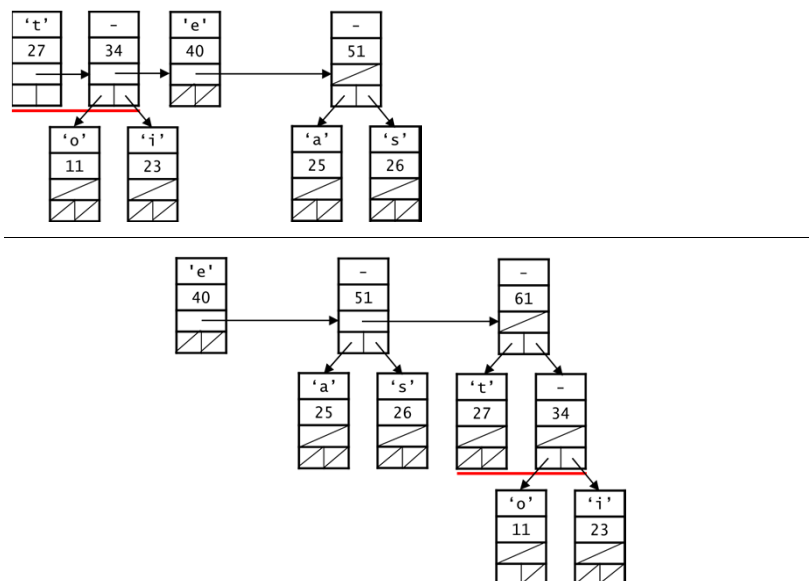 ‘t’ – 'e' –
27 34 40 51
‘o’ ‘i’ ‘a’ ‘s’
11 23 25 26
'e' – –
40 51 61
‘a’ ‘s’ ‘t’ –
25 26 27 34
‘o’ ‘i’
11 23